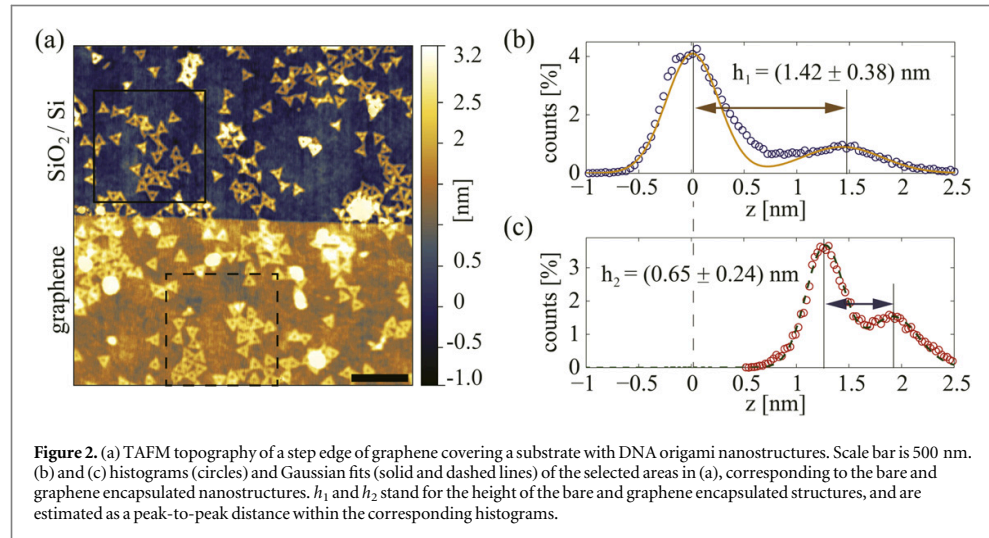 (a)
SiO₂ / Si
graphene
3.2
2.5
2
[nm]
0.5
0
-0.5
-1.0
(b)
4
2
0
counts [%]
h₁ = (1.42 ± 0.38) nm
−1 −0.5 0 0.5 1 1.5 2 2.5
z [nm]
(c)
3
2
1
0
counts [%]
h₂ = (0.65 ± 0.24) nm
−1 −0.5 0 0.5 1 1.5 2 2.5
z [nm]
Figure 2. (a) TAFM topography of a step edge of graphene covering a substrate with DNA origami nanostructures. Scale bar is 500 nm.
(b) and (c) histograms (circles) and Gaussian fits (solid and dashed lines) of the selected areas in (a), corresponding to the bare and
graphene encapsulated nanostructures. h₁ and h₂ stand for the height of the bare and graphene encapsulated structures, and are
estimated as a peak-to-peak distance within the corresponding histograms.